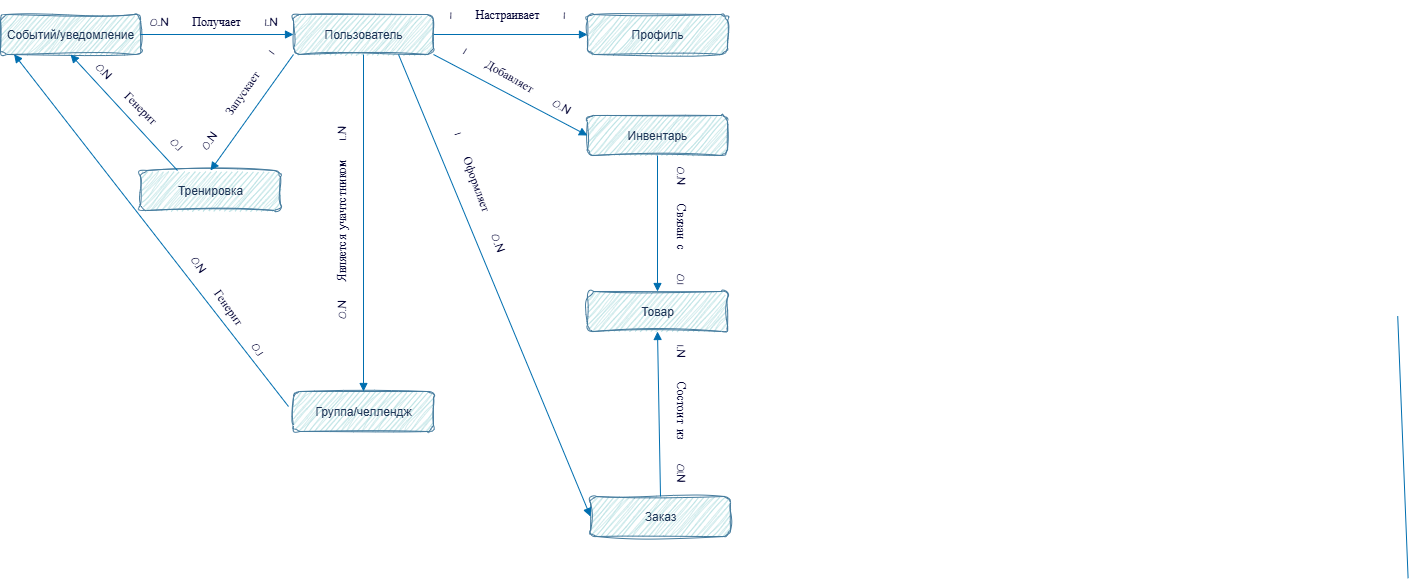 0..N Получает 1..N
1 Настраивает 1
Событий/уведомление
Пользователь
Профиль
1
Запускает
0..N
1
Добавляет
0..N
0..N
Генерит
0..1
Инвентарь
1..N
Является учачтстником
0..N
1
Оформляет
0..N
Тренировка
0..N
Связан с
0..1
0..N
Генерит
0..1
Товар
1..N
Состоит из
0..N
Группа/челлендж
Заказ